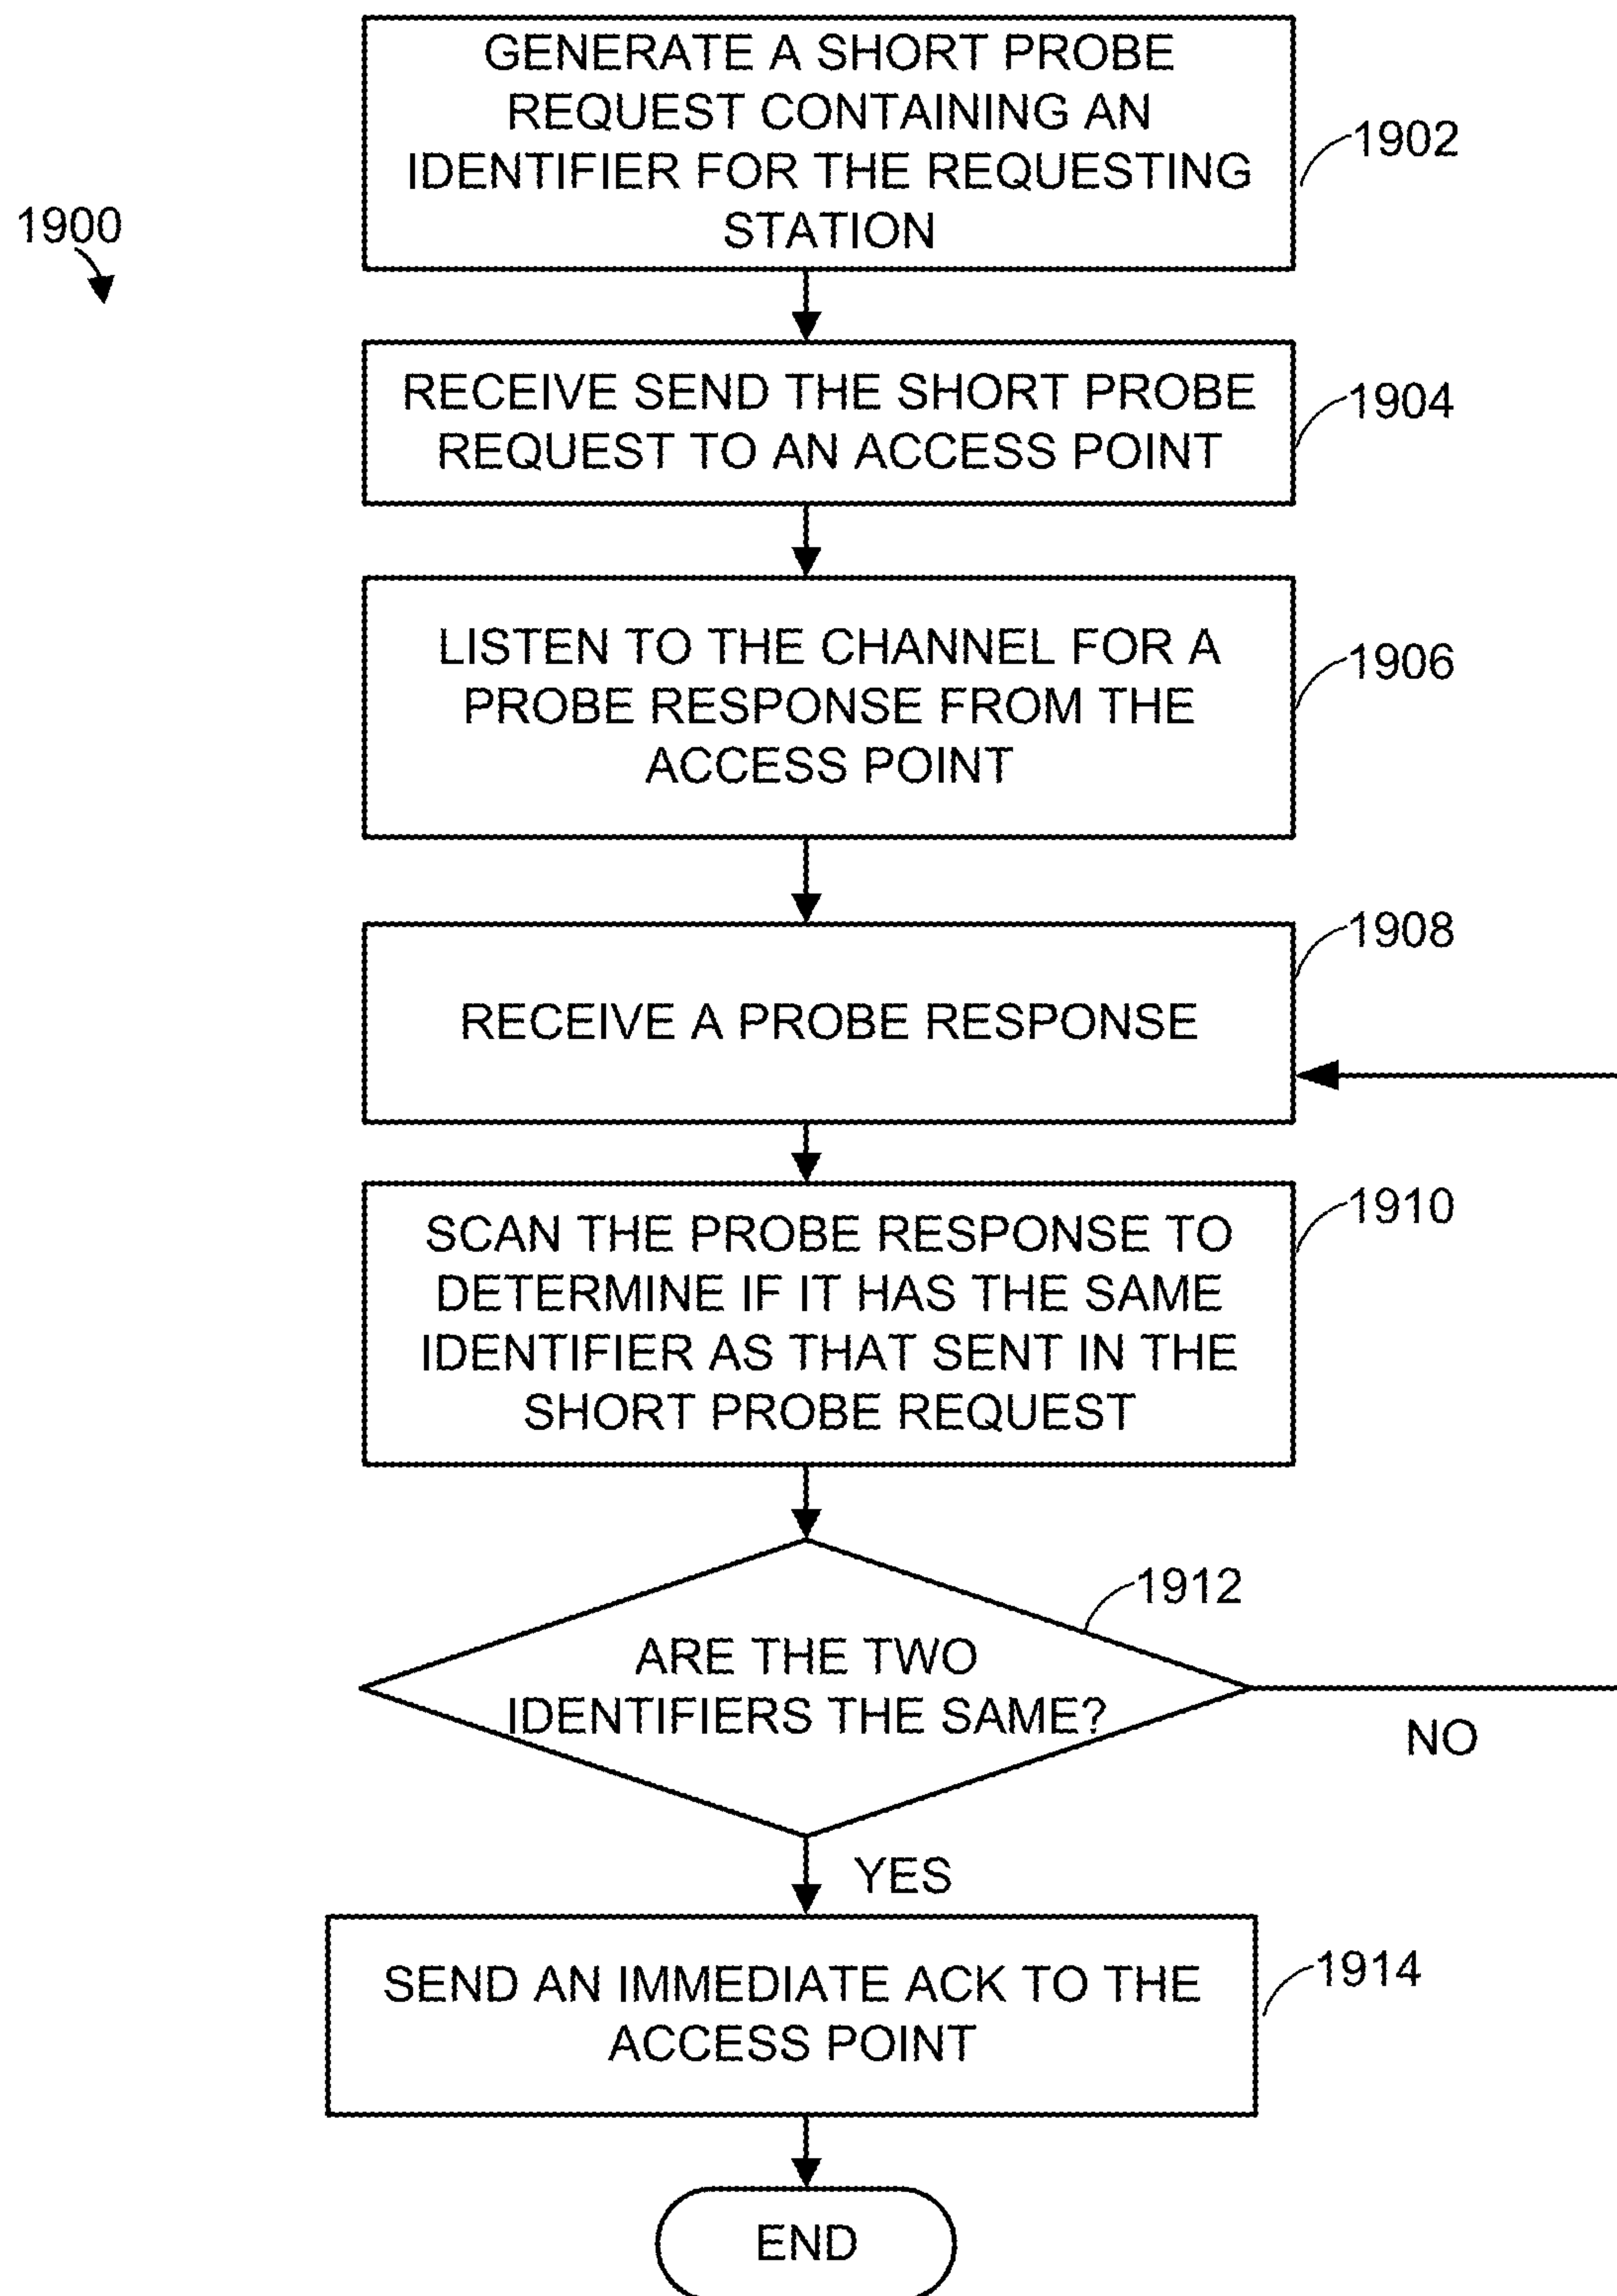 GENERATE A SHORT PROBE
REQUEST CONTAINING AN
IDENTIFIER FOR THE REQUESTING
STATION
1902
1900
RECEIVE SEND THE SHORT PROBE
REQUEST TO AN ACCESS POINT
1904
LISTEN TO THE CHANNEL FOR A
PROBE RESPONSE FROM THE
ACCESS POINT
1906
1908
RECEIVE A PROBE RESPONSE
1910
SCAN THE PROBE RESPONSE TO
DETERMINE IF IT HAS THE SAME
IDENTIFIER AS THAT SENT IN THE
SHORT PROBE REQUEST
1912
ARE THE TWO
IDENTIFIERS THE SAME?
NO
YES
SEND AN IMMEDIATE ACK TO THE
ACCESS POINT
1914
END